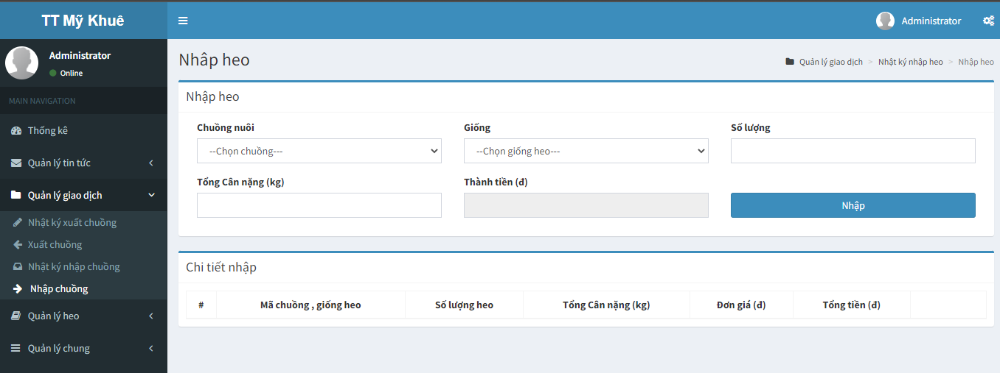 TT Mỹ Khuê
Administrator
Administrator
Online
MAIN NAVIGATION
Thống kê
Quản lý tin tức
Quản lý giao dịch
Nhật ký xuất chuồng
Xuất chuồng
Nhật ký nhập chuồng
Nhập chuồng
Quản lý heo
Quản lý chung
Nhâp heo
Quản lý giao dịch > Nhật ký nhập heo > Nhập heo
Nhập heo
Chuồng nuôi Giống Số lượng
--Chọn chuồng--- --Chọn giống heo---
Tổng Cân nặng (kg) Thành tiền (đ)
Nhập
Chi tiết nhập
# Mã chuồng , giống heo Số lượng heo Tổng Cân nặng (kg) Đơn giá (đ) Tổng tiền (đ)